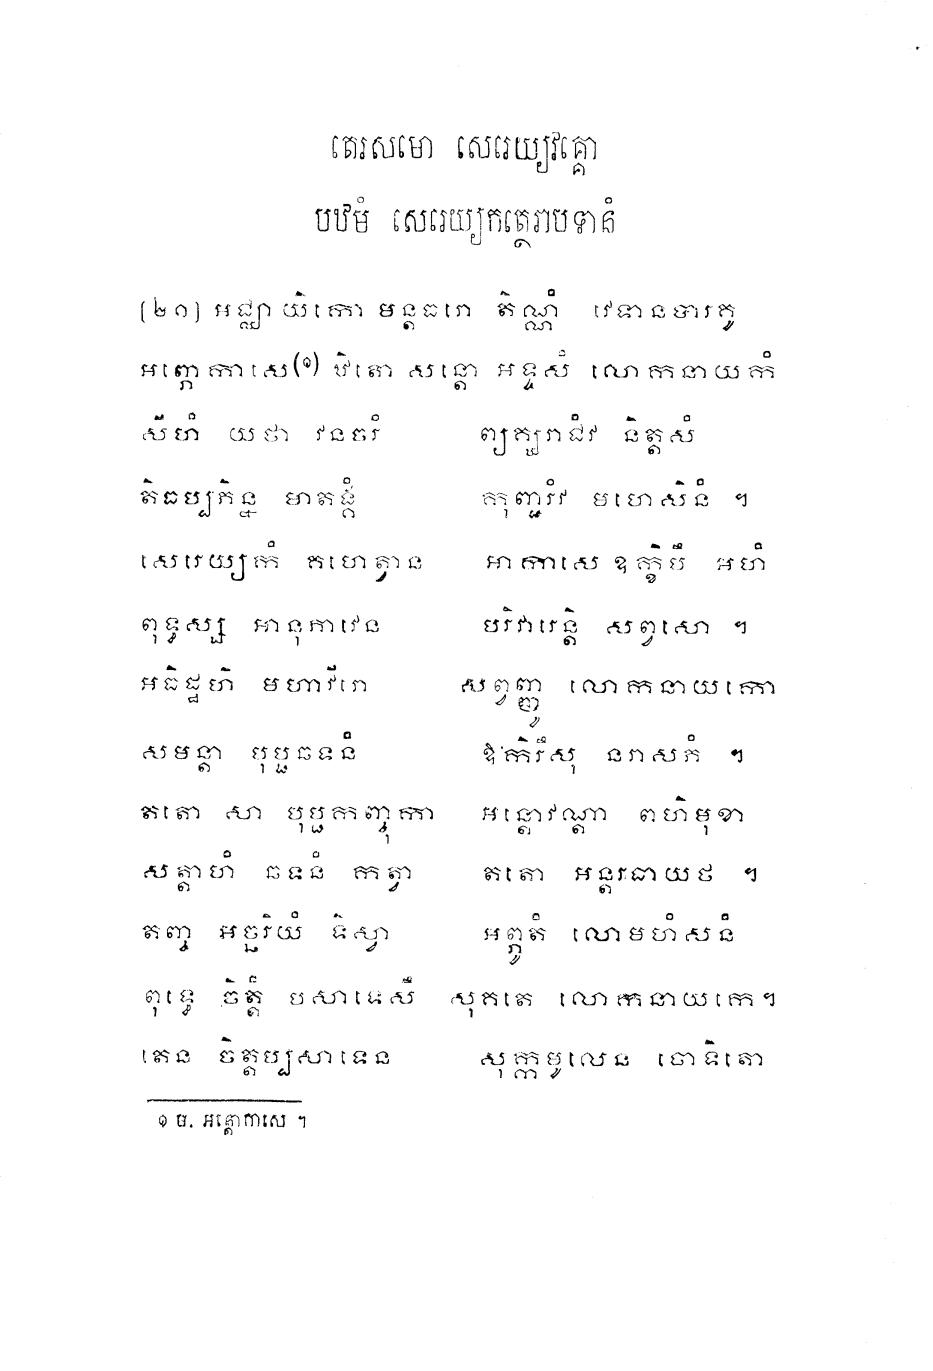 តេរសមោ សេរេយ្យវគ្គោ
បឋមំ សេរេយ្យកត្ថេរាបទានំ
(២១) អជ្ឈាយិកោ មន្តធរោ តិណ្ណំ វេទានបារគូ
អព្ភោកាសេ(១) ឋិតោ សន្តោ អទ្ទសំ លោកនាយកំ
សីហំ យថា វនចរំ ព្យគ្ឃរាជំវ និត្តសំ
តិធប្បភិន្ន មាតង្គំ កុញ្ជរំវ មហេសិនំ ។
សេរេយ្យកំ គហេត្វាន អាកាសេ ឧក្ខិបឹ អហំ
ពុទ្ធស្ស អានុភាវេន បរិវារេន្តិ សព្វសោ ។
អធិដ្ឋហិ មហាវីរោ សព្វញ្ញូ លោកនាយកោ
សមន្តា បុប្ផឆទនំ ឱកិរឹសុ នរាសភំ ។
តតោ សា បុប្ផកញ្ចុកា អន្តោវណ្តា ពហិមុខា
សត្តាហំ ឆទនំ កត្វា តតោ អន្តរធាយថ ។
តញ្ច អច្ឆរិយំ ទិស្វា អព្ភូតំ លោមហំសនំ
ពុទ្ធេ ចិត្តំ បសាទេសឹ សុគតេ លោកនាយកេ។
តេន ចិត្តប្បសាទេន សុក្កមូលេន ចោទិតោ
១ ម. អត្តោកាសេ ។